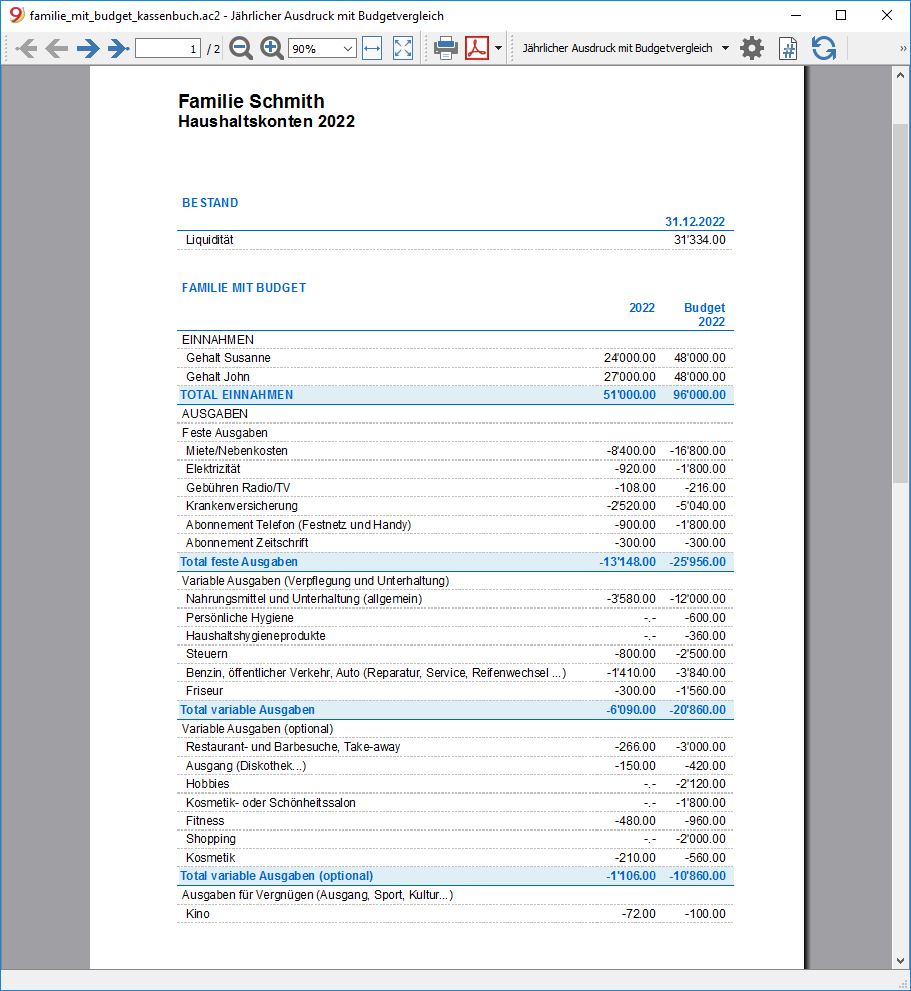 familie_mit_budget_kassenbuch.ac2 - Jährlicher Ausdruck mit Budgetvergleich
1 / 2 90% Jährlicher Ausdruck mit Budgetvergleich
Familie Schmith
Haushaltskonten 2022
BESTAND
31.12.2022
Liquidität 31'334.00
FAMILIE MIT BUDGET
2022 Budget
2022
EINNAHMEN
Gehalt Susanne 24'000.00 48'000.00
Gehalt John 27'000.00 48'000.00
TOTAL EINNAHMEN 51'000.00 96'000.00
AUSGABEN
Feste Ausgaben
Miete/Nebenkosten -8'400.00 -16'800.00
Elektrizität -920.00 -1'800.00
Gebühren Radio/TV -108.00 -216.00
Krankenversicherung -2'520.00 -5'040.00
Abonnement Telefon (Festnetz und Handy) -900.00 -1'800.00
Abonnement Zeitschrift -300.00 -300.00
Total feste Ausgaben -13'148.00 -25'956.00
Variable Ausgaben (Verpflegung und Unterhaltung)
Nahrungsmittel und Unterhaltung (allgemein) -3'580.00 -12'000.00
Persönliche Hygiene -.- -600.00
Haushaltshygieneprodukte -.- -360.00
Steuern -800.00 -2'500.00
Benzin, öffentlicher Verkehr, Auto (Reparatur, Service, Reifenwechsel ...) -1'410.00 -3'840.00
Friseur -300.00 -1'560.00
Total variable Ausgaben -6'090.00 -20'860.00
Variable Ausgaben (optional)
Restaurant- und Barbesuche, Take-away -266.00 -3'000.00
Ausgang (Diskothek...) -150.00 -420.00
Hobbies -.- -2'120.00
Kosmetik- oder Schönheitssalon -.- -1'800.00
Fitness -480.00 -960.00
Shopping -.- -2'000.00
Kosmetik -210.00 -560.00
Total variable Ausgaben (optional) -1'106.00 -10'860.00
Ausgaben für Vergnügen (Ausgang, Sport, Kultur...)
Kino -72.00 -100.00